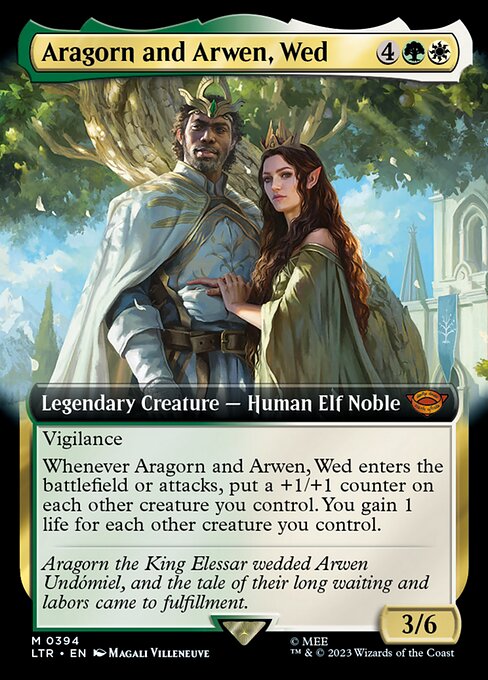 Aragorn and Arwen, Wed 4
Legendary Creature — Human Elf Noble
Vigilance
Whenever Aragorn and Arwen, Wed enters the
battlefield or attacks, put a +1/+1 counter on
each other creature you control. You gain 1
life for each other creature you control.
Aragorn the King Elessar wedded Arwen
Undómiel, and the tale of their long waiting and
labors came to fulfillment.
3/6
M 0394
LTR • EN Magali Villeneuve
© MEE
™ & © 2023 Wizards of the Coast